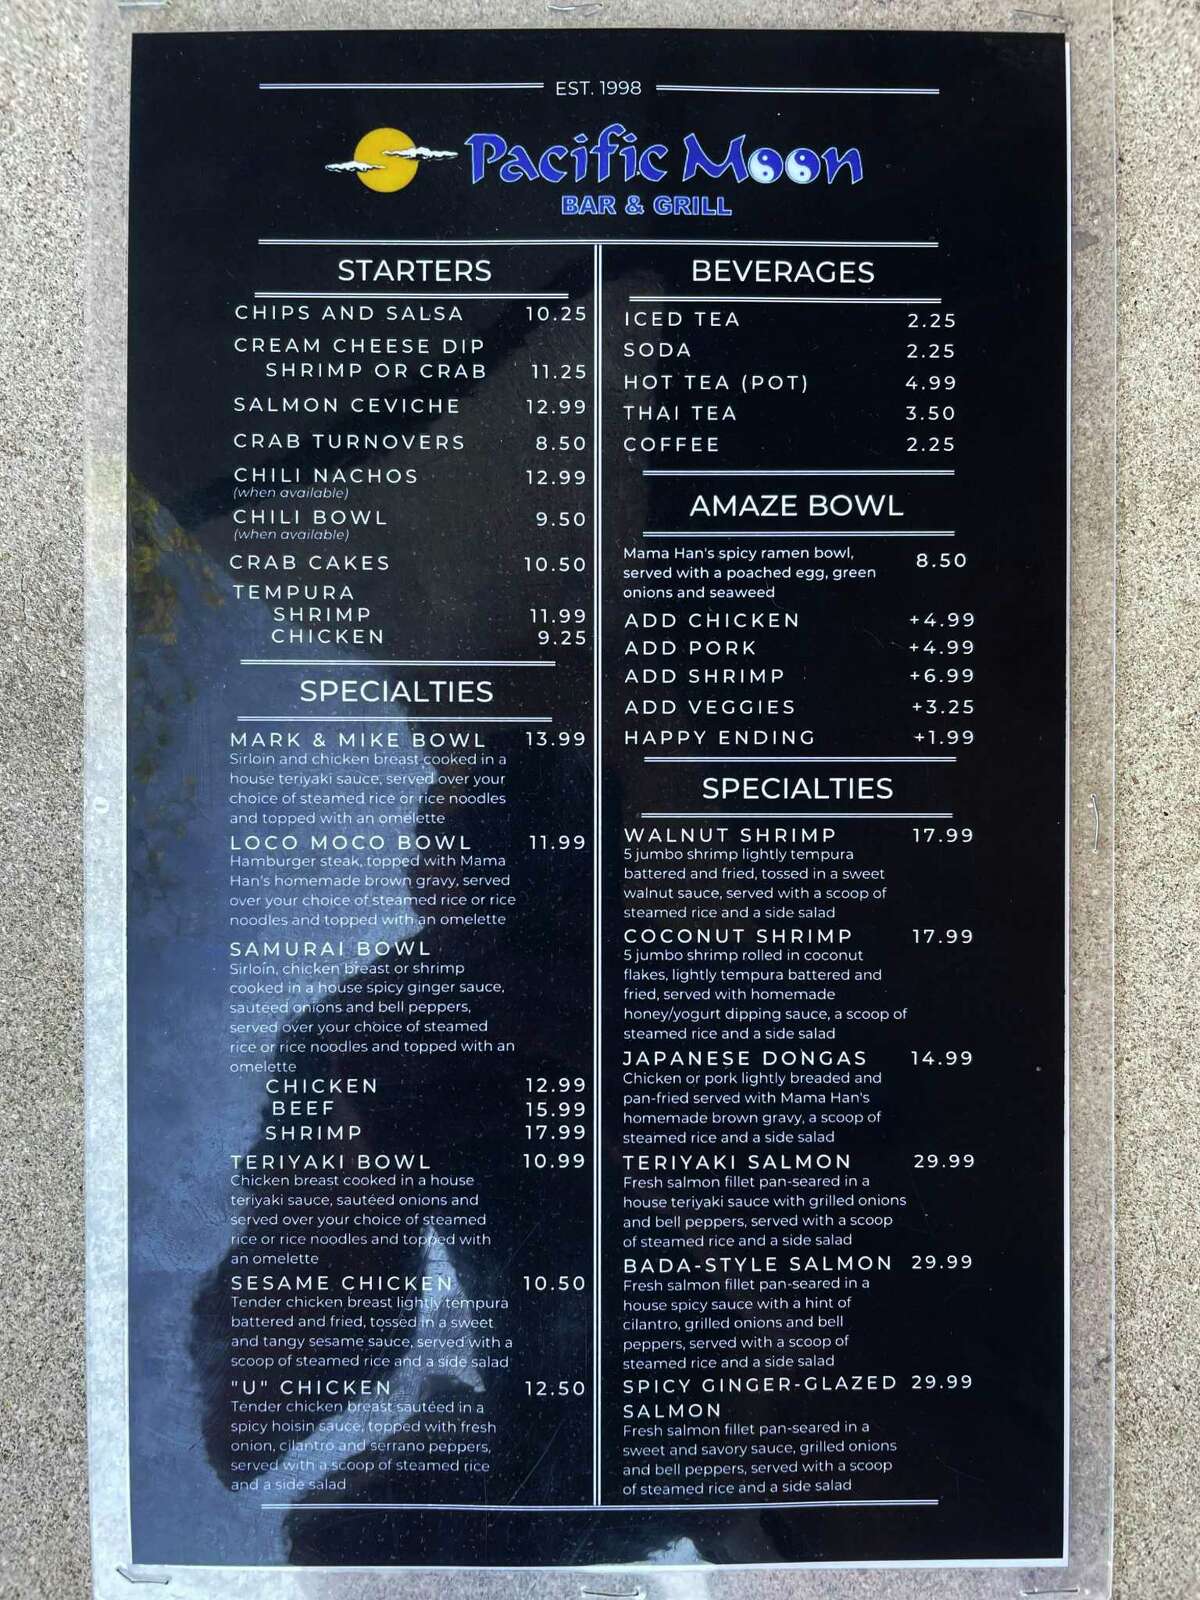 EST. 1998
Pacific Moon
BAR & GRILL
STARTERS
CHIPS AND SALSA 10.25
CREAM CHEESE DIP
SHRIMP OR CRAB 11.25
SALMON CEVICHE 12.99
CRAB TURNOVERS 8.50
CHILI NACHOS 12.99
(when available)
CHILI BOWL 9.50
(when available)
CRAB CAKES 10.50
TEMPURA
SHRIMP 11.99
CHICKEN 9.25
SPECIALTIES
MARK & MIKE BOWL 13.99
Sirloin and chicken breast cooked in a
house teriyaki sauce, served over your
choice of steamed rice or rice noodles
and topped with an omelette
LOCO MOCO BOWL 11.99
Hamburger steak, topped with Mama
Han's homemade brown gravy, served
over your choice of steamed rice or rice
noodles and topped with an omelette
SAMURAI BOWL
Sirloin, chicken breast or shrimp
cooked in a house spicy ginger sauce,
sauteed onions and bell peppers,
served over your choice of steamed
rice or rice noodles and topped with an
omelette
CHICKEN 12.99
BEEF 15.99
SHRIMP 17.99
TERIYAKI BOWL 10.99
Chicken breast cooked in a house
teriyaki sauce, sautéed onions and
served over your choice of steamed
rice or rice noodles and topped with
an omelette
SESAME CHICKEN 10.50
Tender chicken breast lightly tempura
battered and fried, tossed in a sweet
and tangy sesame sauce, served with a
scoop of steamed rice and a side salad
"U" CHICKEN 12.50
Tender chicken breast sautéed in a
spicy hoisin sauce, topped with fresh
onion, cilantro and serrano peppers,
served with a scoop of steamed rice
and a side salad
BEVERAGES
ICED TEA 2.25
SODA 2.25
HOT TEA (POT) 4.99
THAI TEA 3.50
COFFEE 2.25
AMAZE BOWL
Mama Han's spicy ramen bowl, 8.50
served with a poached egg, green
onions and seaweed
ADD CHICKEN +4.99
ADD PORK +4.99
ADD SHRIMP +6.99
ADD VEGGIES +3.25
HAPPY ENDING +1.99
SPECIALTIES
WALNUT SHRIMP 17.99
5 jumbo shrimp lightly tempura
battered and fried, tossed in a sweet
walnut sauce, served with a scoop of
steamed rice and a side salad
COCONUT SHRIMP 17.99
5 jumbo shrimp rolled in coconut
flakes, lightly tempura battered and
fried, served with homemade
honey/yogurt dipping sauce, a scoop of
steamed rice and a side salad
JAPANESE DONGAS 14.99
Chicken or pork lightly breaded and
pan-fried served with Mama Han's
homemade brown gravy, a scoop of
steamed rice and a side salad
TERIYAKI SALMON 29.99
Fresh salmon fillet pan-seared in a
house teriyaki sauce with grilled onions
and bell peppers, served with a scoop
of steamed rice and a side salad
BADA-STYLE SALMON 29.99
Fresh salmon fillet pan-seared in a
house spicy sauce with a hint of
cilantro, grilled onions and bell
peppers, served with a scoop of
steamed rice and a side salad
SPICY GINGER-GLAZED 29.99
SALMON
Fresh salmon fillet pan-seared in a
sweet and savory sauce, grilled onions
and bell peppers, served with a scoop
of steamed rice and a side salad